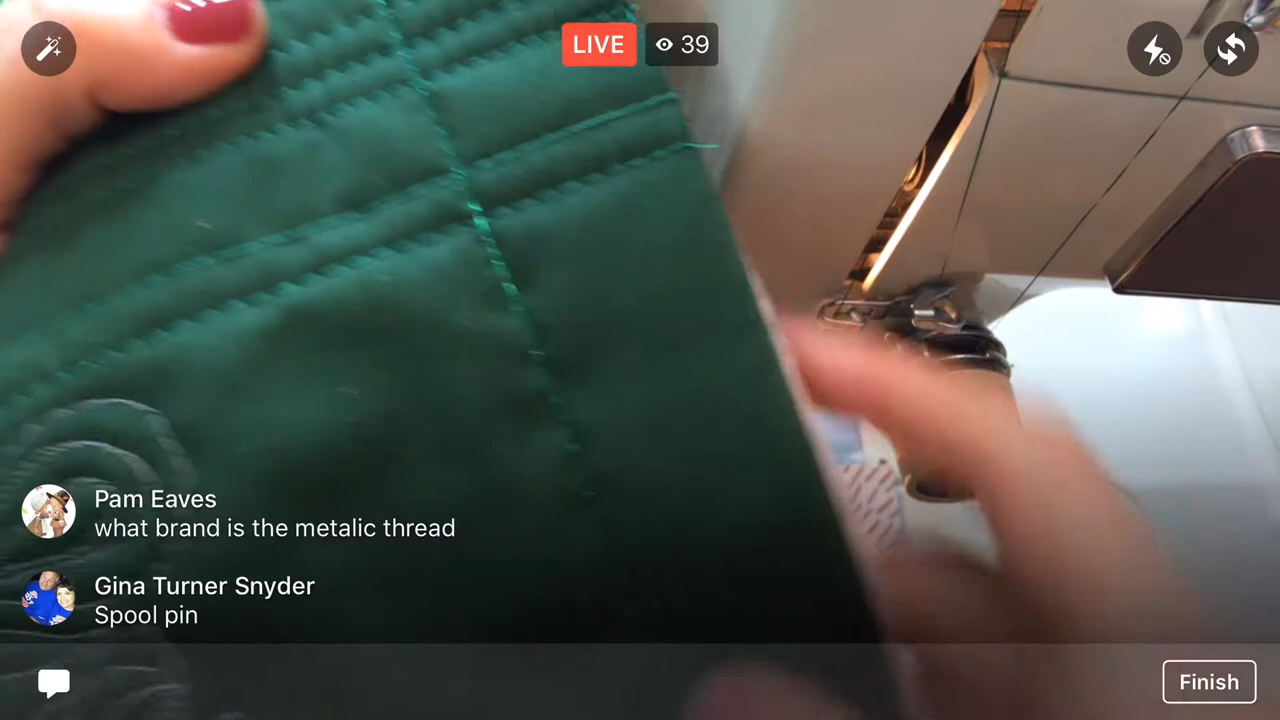 LIVE
39
Pam Eaves
what brand is the metalic thread
Gina Turner Snyder
Spool pin
Finish